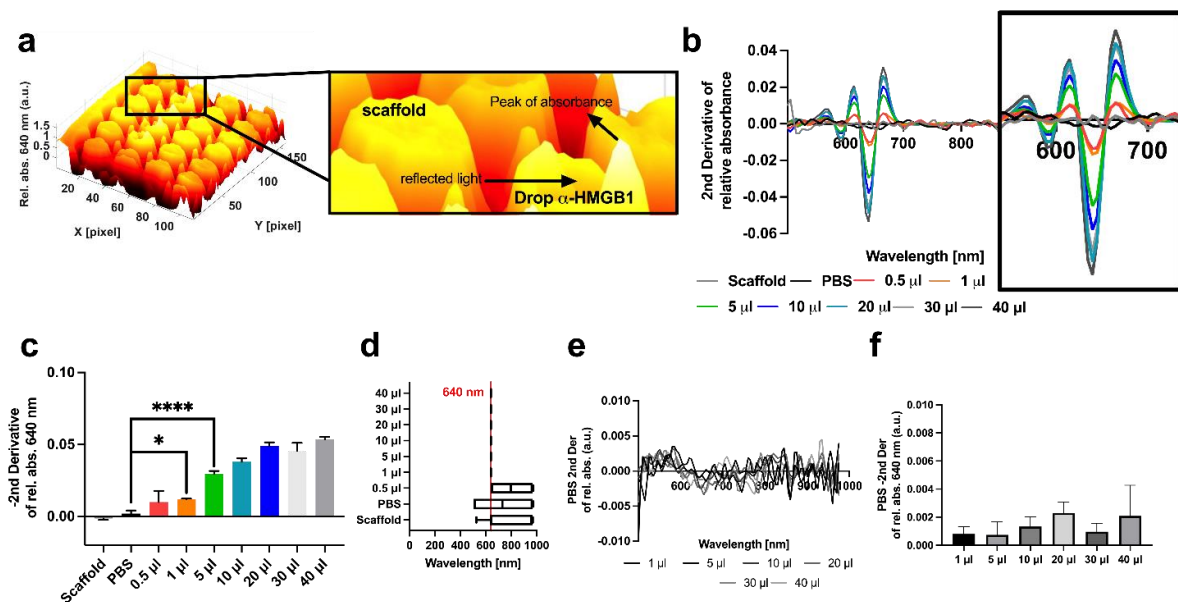 a
Rel. abs. 640 nm (a.u.)
1.5
1
0.5
0
20
40
60
80
100
X [pixel]
50
100
150
Y [pixel]
scaffold
Peak of absorbance
reflected light
Drop α-HMGB1
b
2nd Derivative of
relative absorbance
0.04
0.02
0.00
-0.02
-0.04
-0.06
600
700
800
600
700
Wavelength [nm]
Scaffold
PBS
0.5 µl
1 µl
5 µl
10 µl
20 µl
30 µl
40 µl
c
-2nd Derivative
of rel. abs. 640 nm
0.10
0.05
0.00
****
*
Scaffold
PBS
0.5 µl
1 µl
5 µl
10 µl
20 µl
30 µl
40 µl
d
640 nm
40 µl
30 µl
20 µl
10 µl
5 µl
1 µl
0.5 µl
PBS
Scaffold
0
200
400
600
800
1000
Wavelength [nm]
e
PBS 2nd Der
of rel. abs. (a.u.)
0.010
0.005
0.000
-0.005
-0.010
600
700
800
900
1000
Wavelength [nm]
1 µl
5 µl
10 µl
20 µl
30 µl
40 µl
f
PBS -2nd Der
of rel. abs. 640 nm (a.u.)
0.010
0.008
0.006
0.004
0.002
0.000
1 µl
5 µl
10 µl
20 µl
30 µl
40 µl